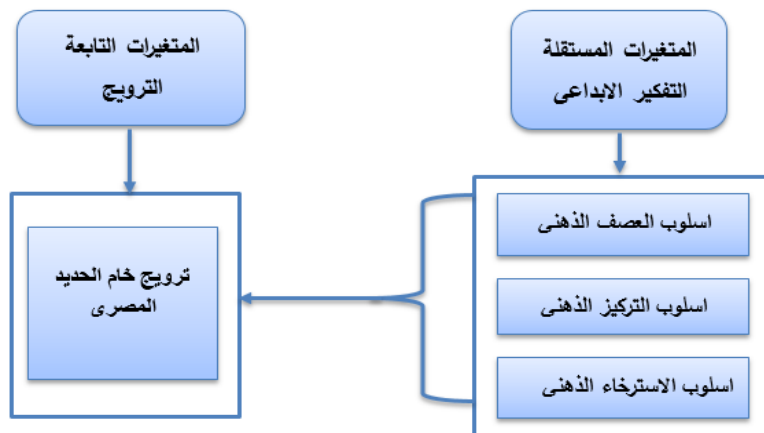 المتغيرات المستقلة
التفكير الابداعى
المتغيرات التابعة
الترويج
اسلوب العصف الذهنى
اسلوب التركيز الذهنى
اسلوب الاسترخاء الذهنى
ترويج خام الحديد
المصرى